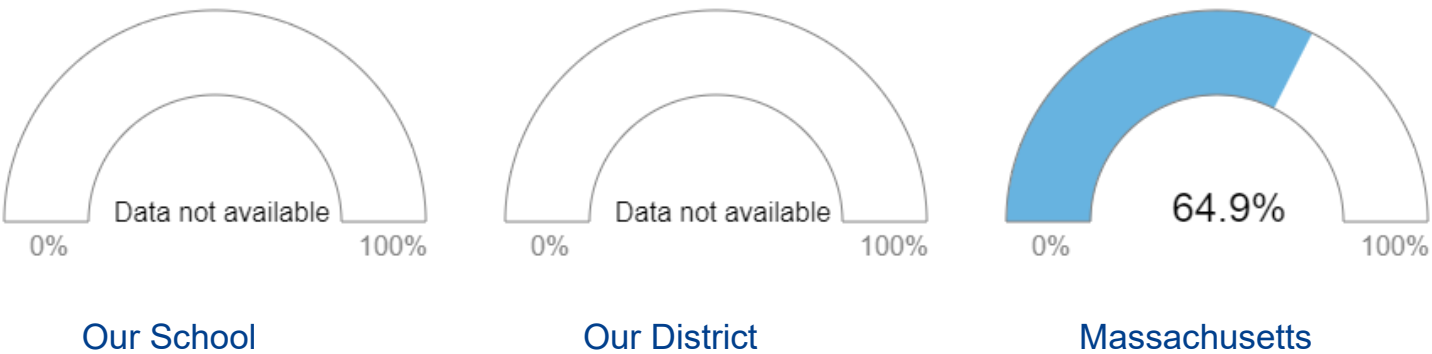 Data not available
Data not available
64.9%
0%
100%
0%
100%
0%
100%
Our School
Our District
Massachusetts